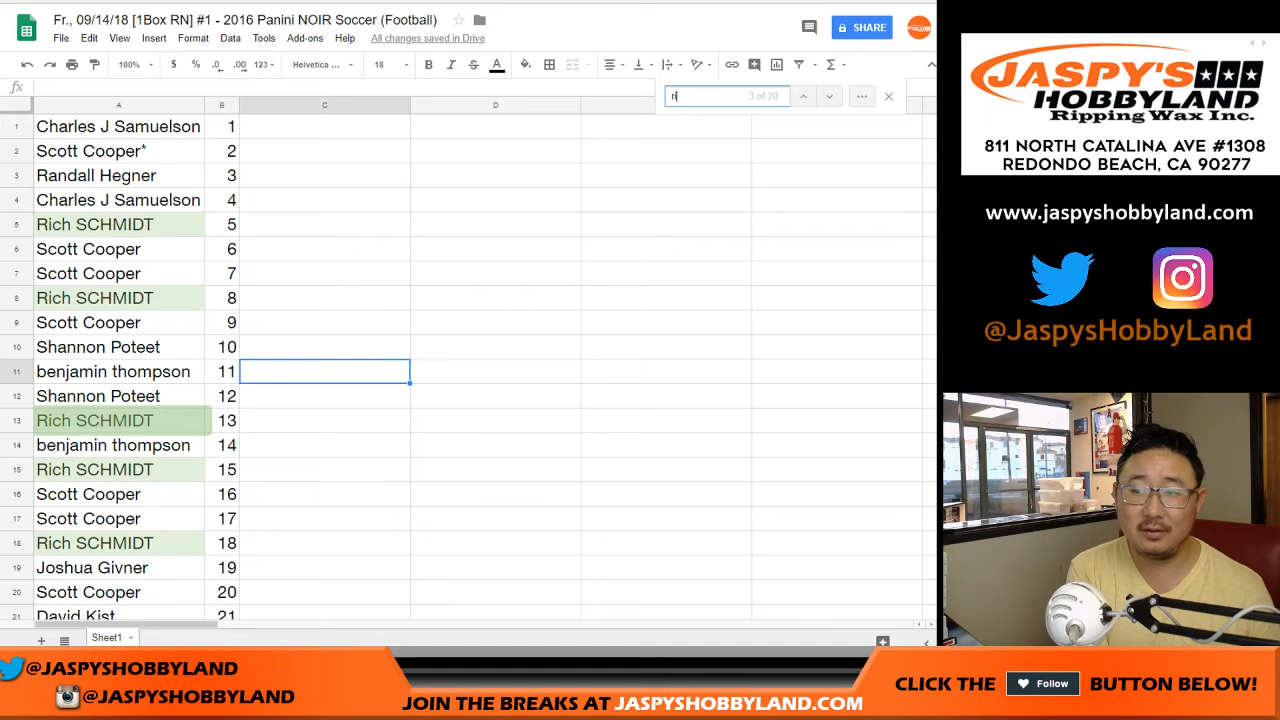 Fr., 09/14/18 [1Box RN] #1 - 2016 Panini NOIR Soccer (Football)
File Edit View Insert Format Data Tools Add-ons Help All changes saved in Drive
SHARE
100% $ % .0 .00 123 Helvetica ... 18 B I S A
fx
ri 3 of 20
A B C D
1 Charles J Samuelson 1
2 Scott Cooper* 2
3 Randall Hegner 3
4 Charles J Samuelson 4
5 Rich SCHMIDT 5
6 Scott Cooper 6
7 Scott Cooper 7
8 Rich SCHMIDT 8
9 Scott Cooper 9
10 Shannon Poteet 10
11 benjamin thompson 11
12 Shannon Poteet 12
13 Rich SCHMIDT 13
14 benjamin thompson 14
15 Rich SCHMIDT 15
16 Scott Cooper 16
17 Scott Cooper 17
18 Rich SCHMIDT 18
19 Joshua Givner 19
20 Scott Cooper 20
21 David Kist 21
Sheet1
JASPY'S
HOBBYLAND
Ripping Wax Inc.
811 NORTH CATALINA AVE #1308
REDONDO BEACH, CA 90277
www.jaspyshobbyland.com
@JaspysHobbyLand
@JASPYSHOBBYLAND
@JASPYSHOBBYLAND
JOIN THE BREAKS AT JASPYSHOBBYLAND.COM
CLICK THE Follow BUTTON BELOW!